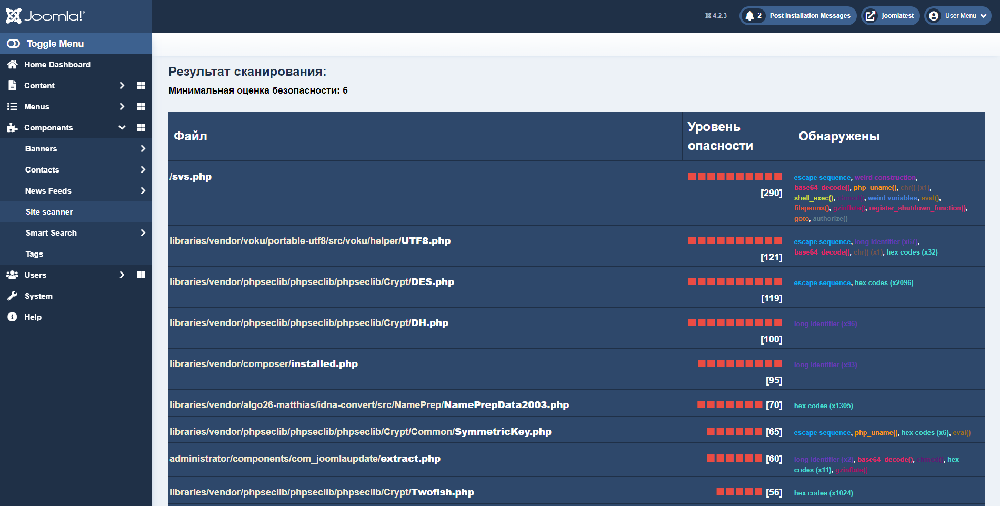 Joomla!
4.2.3
2 Post Installation Messages
joomlatest
User Menu
Toggle Menu
Home Dashboard
Content
Menus
Components
Banners
Contacts
News Feeds
Site scanner
Smart Search
Tags
Users
System
Help
Результат сканирования:
Минимальная оценка безопасности: 6
Файл
Уровень
опасности
Обнаружены
/svs.php
[290]
escape sequence, weird construction,
base64_decode(), php_uname(), chr() (x1),
shell_exec(), chmod(), weird variables, eval(),
fileperms(), gzinflate(), register_shutdown_function(),
goto, authorize()
libraries/vendor/voku/portable-utf8/src/voku/helper/UTF8.php
[121]
escape sequence, long identifier (x67),
base64_decode(), chr() (x1), hex codes (x32)
libraries/vendor/phpseclib/phpseclib/phpseclib/Crypt/DES.php
[119]
escape sequence, hex codes (x2096)
libraries/vendor/phpseclib/phpseclib/phpseclib/Crypt/DH.php
[100]
long identifier (x96)
libraries/vendor/composer/installed.php
[95]
long identifier (x93)
libraries/vendor/algo26-matthias/idna-convert/src/NamePrep/NamePrepData2003.php
[70]
hex codes (x1305)
libraries/vendor/phpseclib/phpseclib/phpseclib/Crypt/Common/SymmetricKey.php
[65]
escape sequence, php_uname(), hex codes (x6), eval()
administrator/components/com_joomlaupdate/extract.php
[60]
long identifier (x2), base64_decode(), chmod(), hex
codes (x11), gzinflate()
libraries/vendor/phpseclib/phpseclib/phpseclib/Crypt/Twofish.php
[56]
hex codes (x1024)